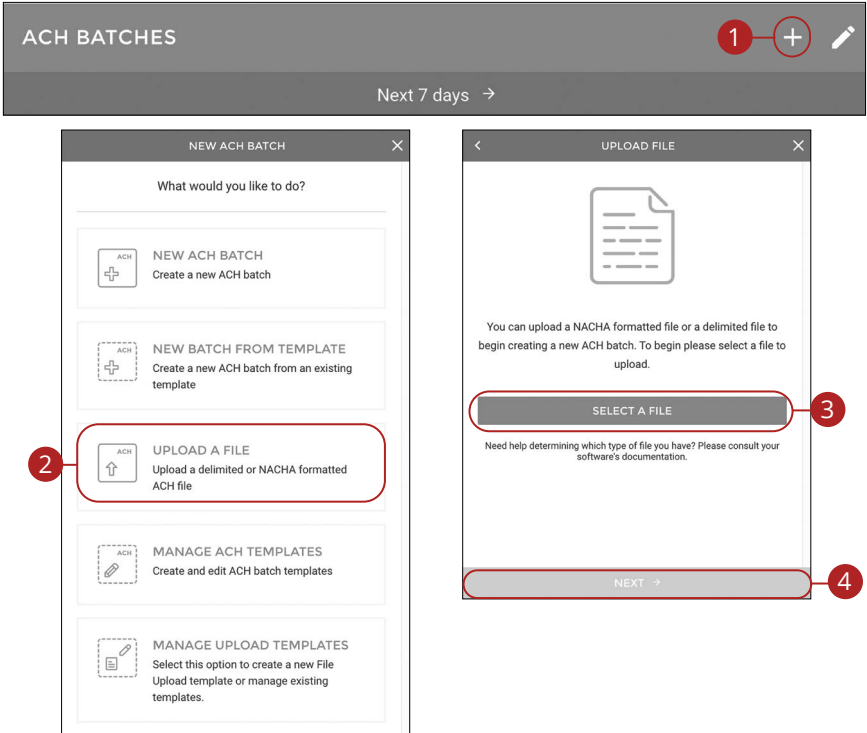 ACH BATCHES
1
Next 7 days →
NEW ACH BATCH
What would you like to do?
ACH
NEW ACH BATCH
Create a new ACH batch
ACH
NEW BATCH FROM TEMPLATE
Create a new ACH batch from an existing
template
2
ACH
UPLOAD A FILE
Upload a delimited or NACHA formatted
ACH file
ACH
MANAGE ACH TEMPLATES
Create and edit ACH batch templates
MANAGE UPLOAD TEMPLATES
Select this option to create a new File
Upload template or manage existing
templates.
UPLOAD FILE
You can upload a NACHA formatted file or a delimited file to
begin creating a new ACH batch. To begin please select a file to
upload.
SELECT A FILE
3
Need help determining which type of file you have? Please consult your
software's documentation.
NEXT →
4